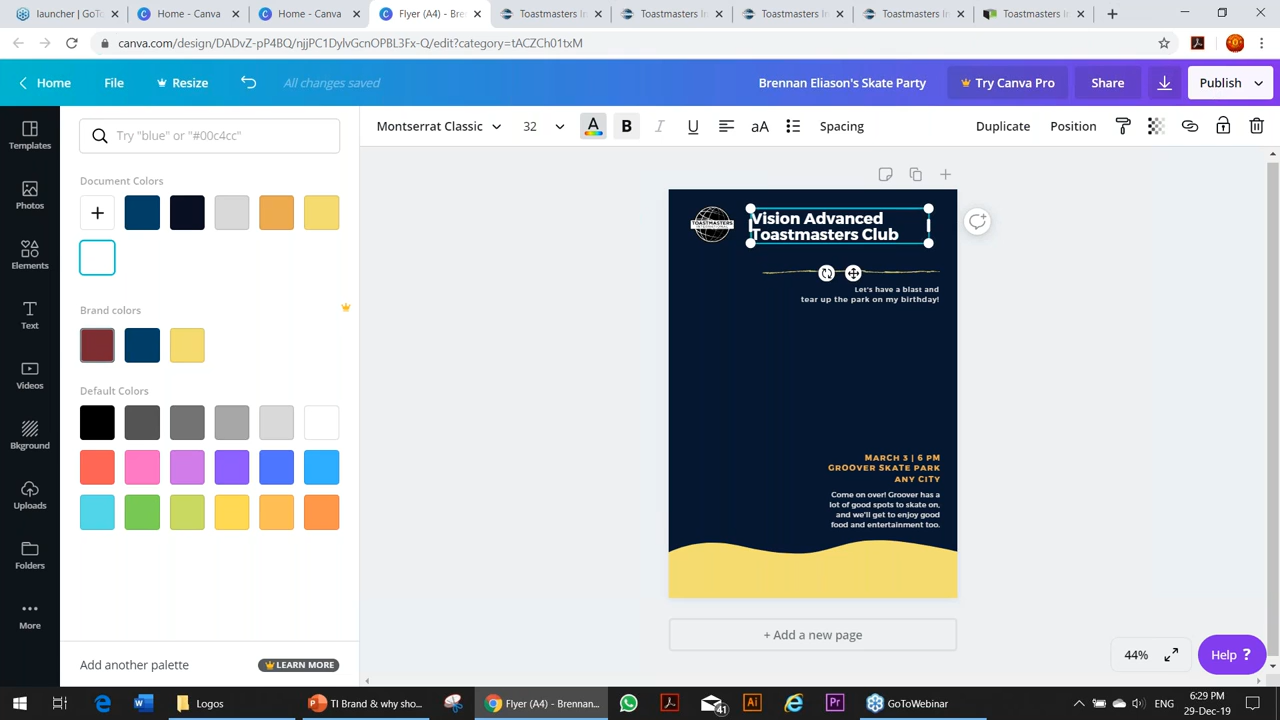 launcher | GoTo
Home - Canva
Home - Canva
Flyer (A4) - Bre
Toastmasters In
Toastmasters In
Toastmasters In
Toastmasters In
Toastmasters In
canva.com/design/DADvZ-pP4BQ/njjPC1DylvGcnOPBL3Fx-Q/edit?category=tACZCh01txM
Home
File
Resize
All changes saved
Brennan Eliason's Skate Party
Try Canva Pro
Share
Publish
Try "blue" or "#00c4cc"
Montserrat Classic
32
A
B
I
U
aA
Spacing
Duplicate
Position
Templates
Photos
Elements
Text
Videos
Bkground
Uploads
Folders
More
Document Colors
Brand colors
Default Colors
Add another palette
LEARN MORE
TOASTMASTERS
INTERNATIONAL
Vision Advanced
Toastmasters Club
Let's have a blast and
tear up the park on my birthday!
MARCH 3 | 6 PM
GROOVER SKATE PARK
ANY CITY
Come on over! Groover has a
lot of good spots to skate on,
and we'll get to enjoy good
food and entertainment too.
+ Add a new page
44%
Help ?
Logos
TI Brand & why sho...
Flyer (A4) - Brennan...
41
GoToWebinar
ENG
6:29 PM
29-Dec-19